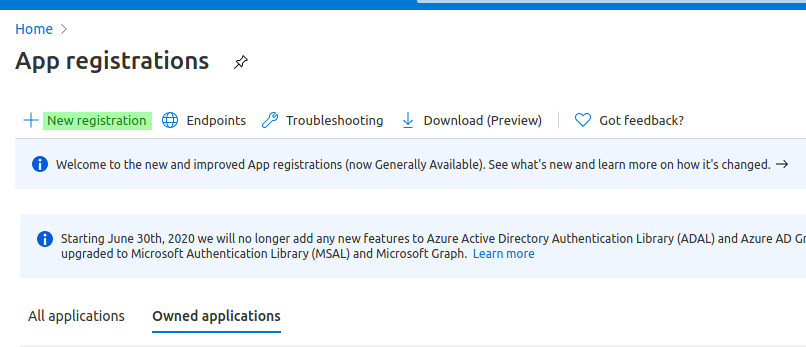 Home
App registrations
New registration Endpoints Troubleshooting Download (Preview) Got feedback?
Welcome to the new and improved App registrations (now Generally Available). See what's new and learn more on how it's changed.
Starting June 30th, 2020 we will no longer add any new features to Azure Active Directory Authentication Library (ADAL) and Azure AD
upgraded to Microsoft Authentication Library (MSAL) and Microsoft Graph. Learn more
All applications Owned applications